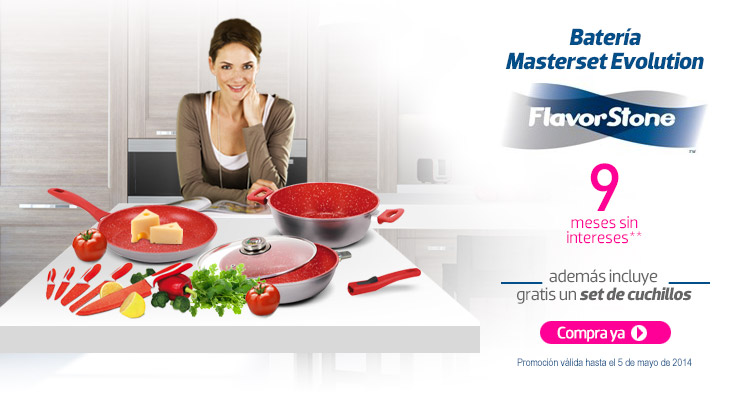 Batería
Masterset Evolution
FlavorStone
TM
9
meses sin
intereses**
además incluye
gratis un set de cuchillos
Compra ya
Promoción válida hasta el 5 de mayo de 2014